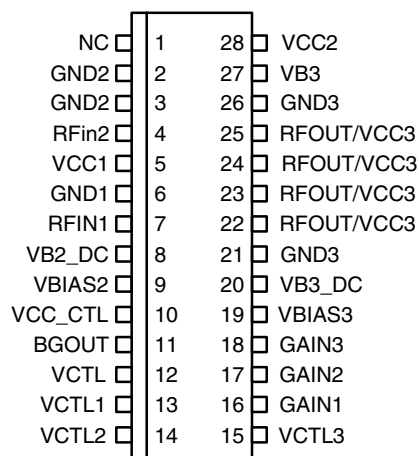 NC 1 28 VCC2
GND2 2 27 VB3
GND2 3 26 GND3
RFin2 4 25 RFOUT/VCC3
VCC1 5 24 RFOUT/VCC3
GND1 6 23 RFOUT/VCC3
RFIN1 7 22 RFOUT/VCC3
VB2_DC 8 21 GND3
VBIAS2 9 20 VB3_DC
VCC_CTL 10 19 VBIAS3
BGOUT 11 18 GAIN3
VCTL 12 17 GAIN2
VCTL1 13 16 GAIN1
VCTL2 14 15 VCTL3